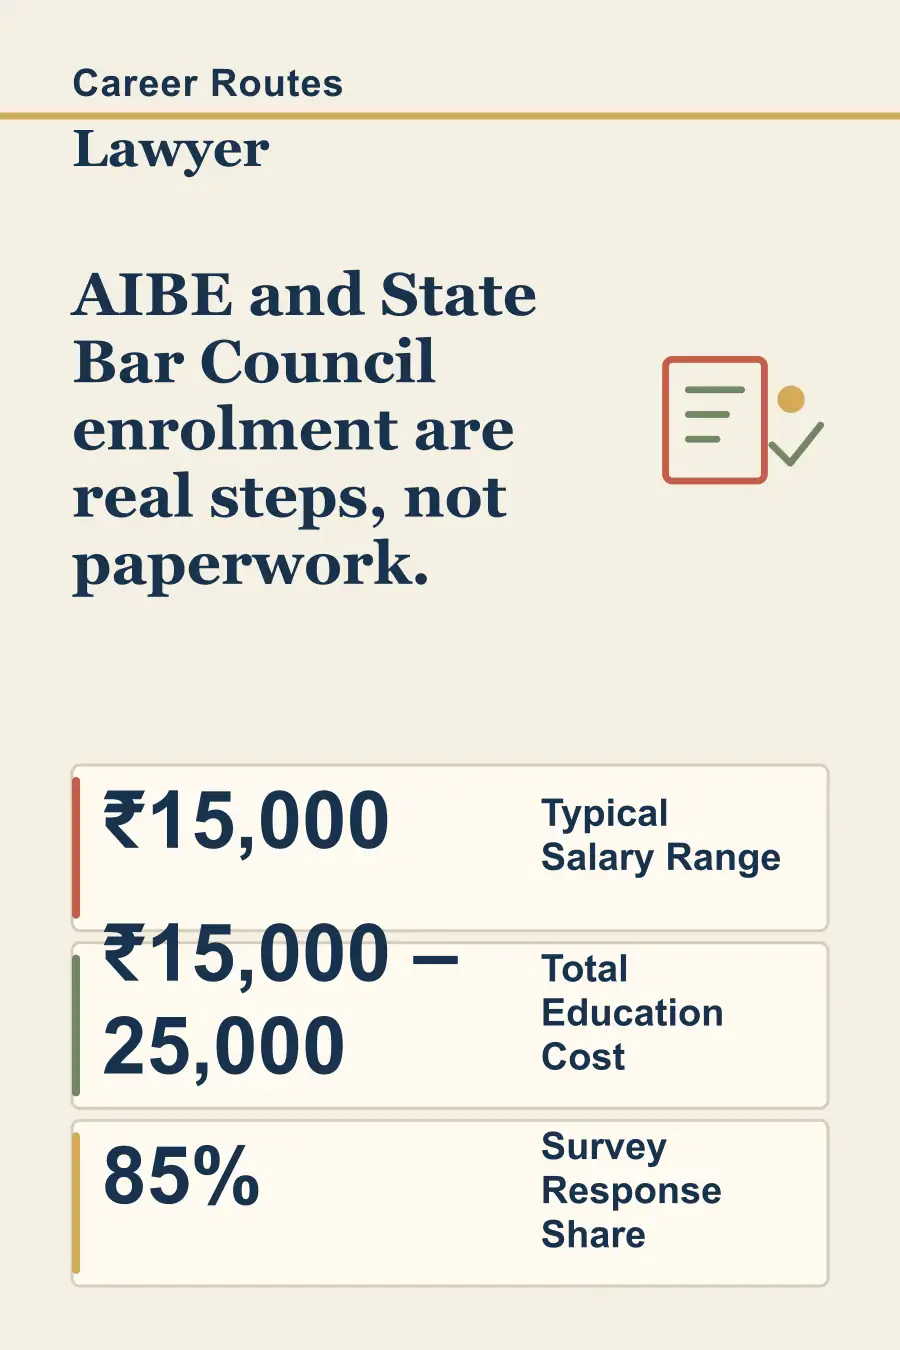 Career Routes
Lawyer
AIBE and State
Bar Council
enrolment are
real steps, not
paperwork.
₹15,000
Typical
Salary Range
₹15,000 –
25,000
Total
Education
Cost
85%
Survey
Response
Share